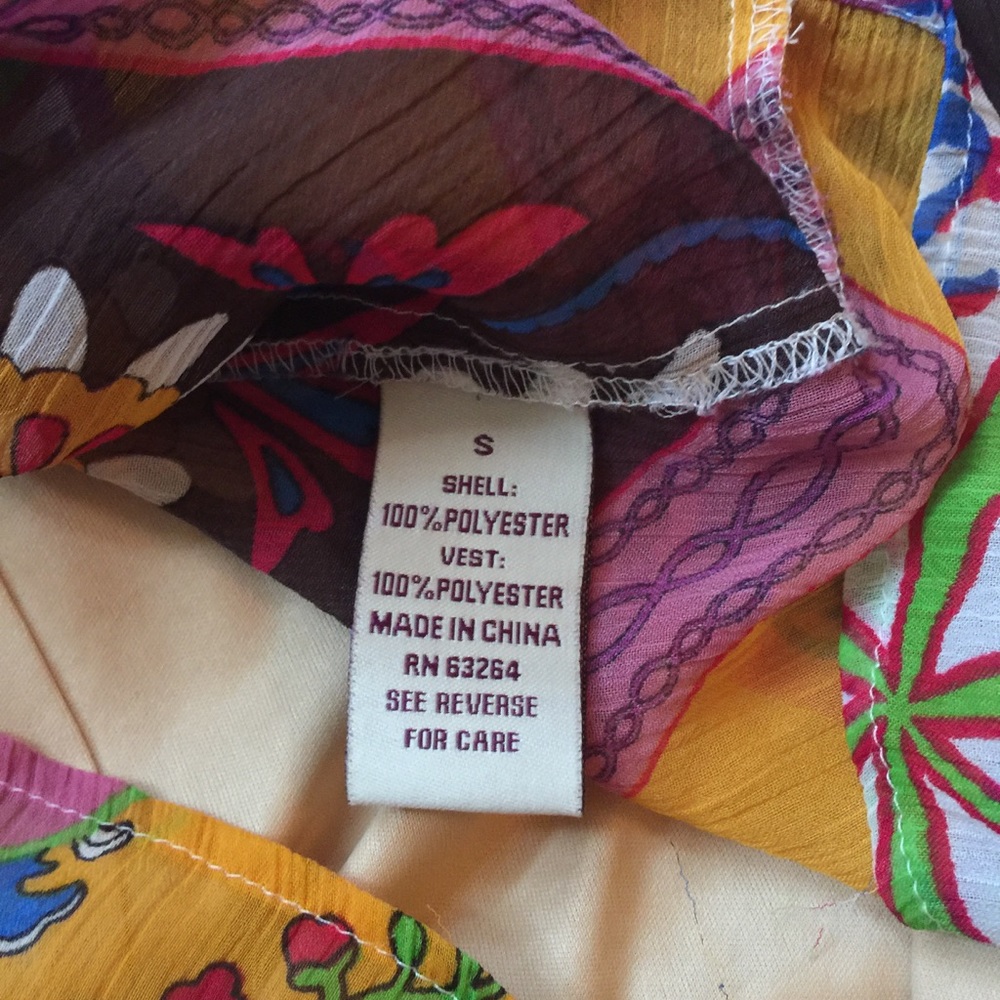 S
SHELL:
100%POLYESTER
VEST:
100%POLYESTER
MADE IN CHINA
RN 63264
SEE REVERSE
FOR CARE